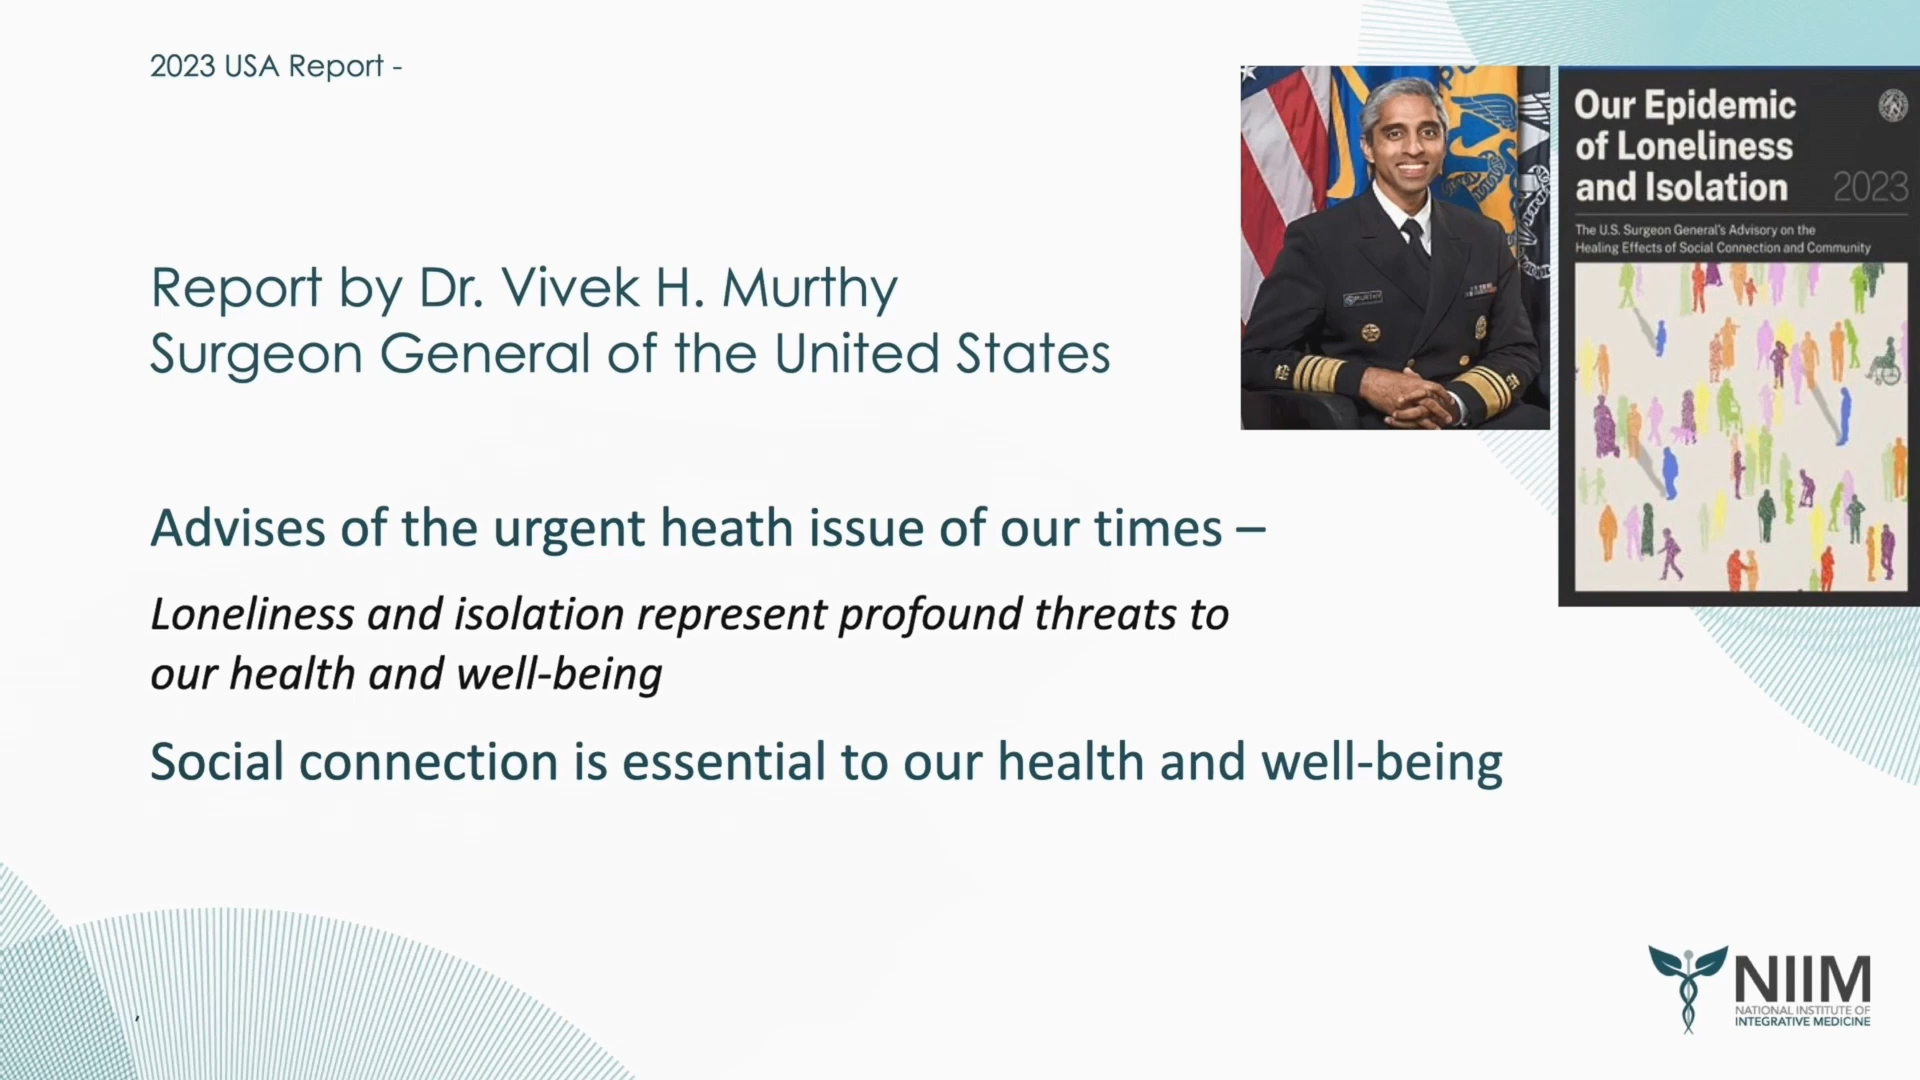 2023 USA Report -
Report by Dr. Vivek H. Murthy
Surgeon General of the United States
Advises of the urgent heath issue of our times –
Loneliness and isolation represent profound threats to
our health and well-being
Social connection is essential to our health and well-being
MURTHY
Our Epidemic
of Loneliness
and Isolation 2023
The U.S. Surgeon General's Advisory on the
Healing Effects of Social Connection and Community
NIIM
NATIONAL INSTITUTE OF
INTEGRATIVE MEDICINE